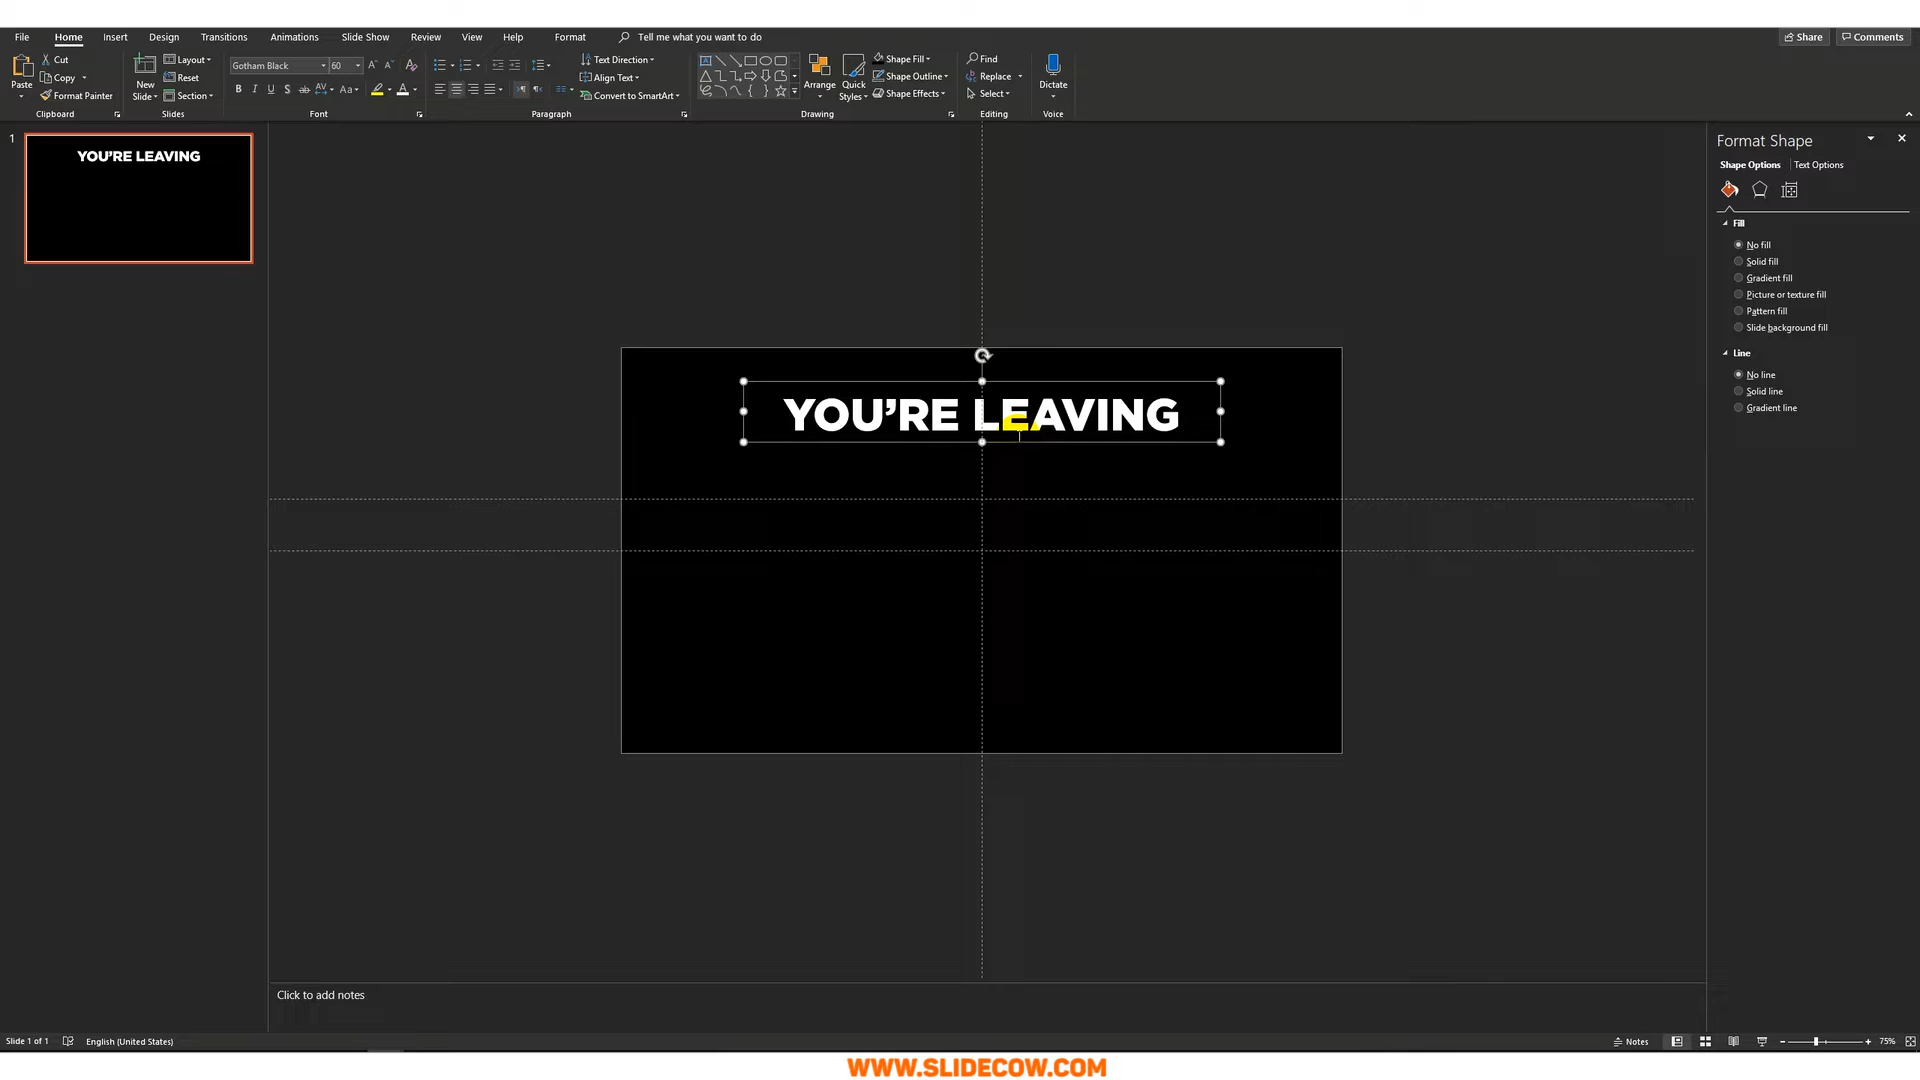 File Home Insert Design Transitions Animations Slide Show Review View Help Format Tell me what you want to do Share Comments
Paste Cut Copy Format Painter Clipboard
New Slide Layout Reset Section Slides
Gotham Black 60 B I U S ab AV Aa A Font
Text Direction Align Text Convert to SmartArt Paragraph
Arrange Quick Styles Shape Fill Shape Outline Shape Effects Drawing
Find Replace Select Editing
Dictate Voice
1
YOU’RE LEAVING
YOU’RE LEAVING
Format Shape
Shape Options Text Options
Fill
No fill
Solid fill
Gradient fill
Picture or texture fill
Pattern fill
Slide background fill
Line
No line
Solid line
Gradient line
Click to add notes
Slide 1 of 1 English (United States) Notes 75%
WWW.SLIDECOW.COM